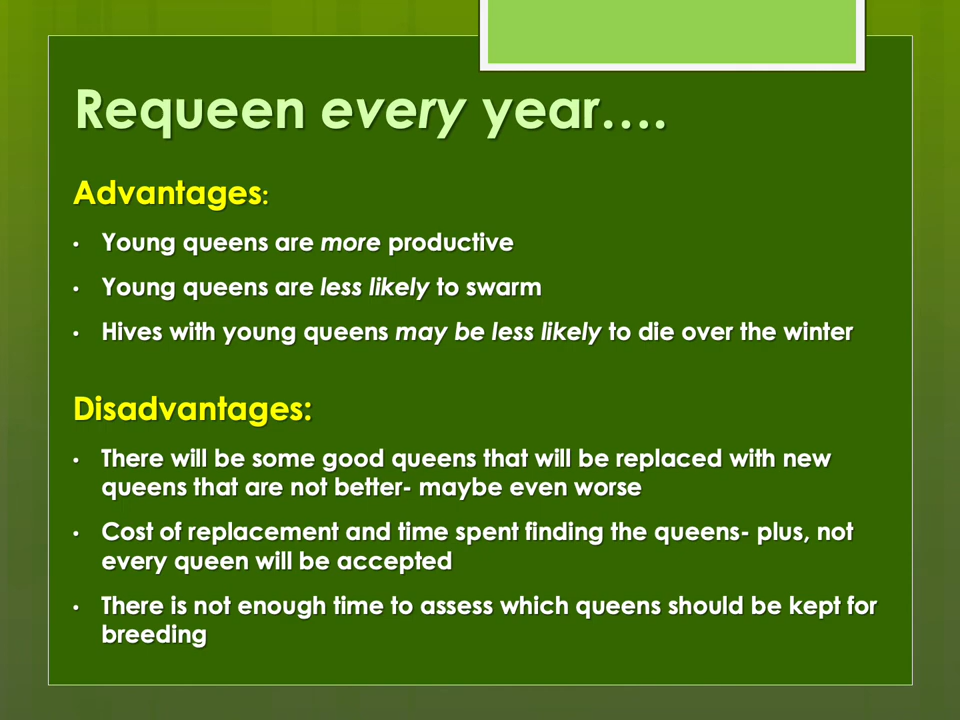 Requeen every year....
Advantages:
• Young queens are more productive
• Young queens are less likely to swarm
• Hives with young queens may be less likely to die over the winter
Disadvantages:
• There will be some good queens that will be replaced with new
queens that are not better- maybe even worse
• Cost of replacement and time spent finding the queens- plus, not
every queen will be accepted
• There is not enough time to assess which queens should be kept for
breeding